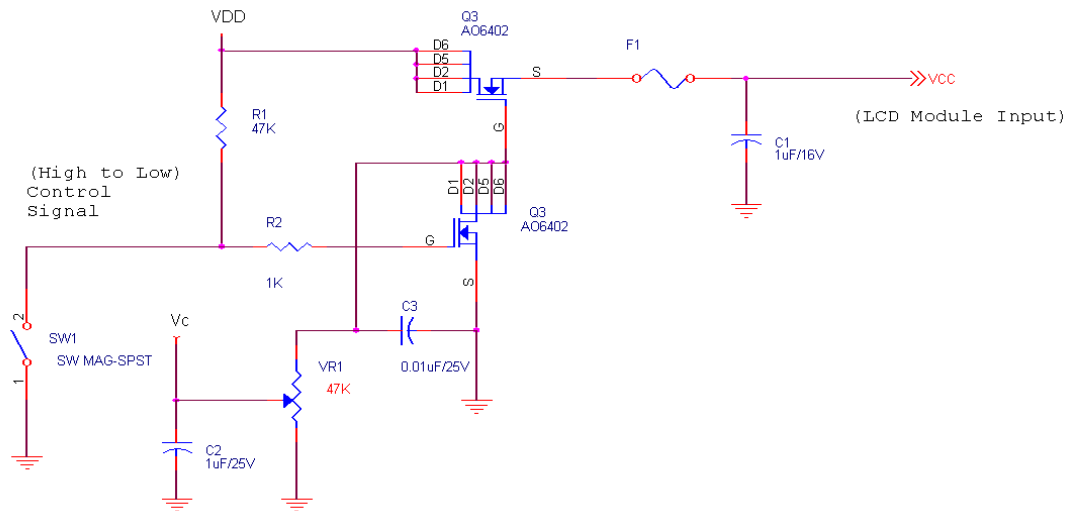 VDD
Q3
AO6402
D6
D5
D2
D1
S
F1
VCC
(LCD Module Input)
R1
47K
G
C1
1uF/16V
(High to Low)
Control
Signal
D1
D2
D5
D6
Q3
AO6402
R2
G
1K
S
2
SW1
SW MAG-SPST
1
Vc
C3
0.01uF/25V
VR1
47K
C2
1uF/25V